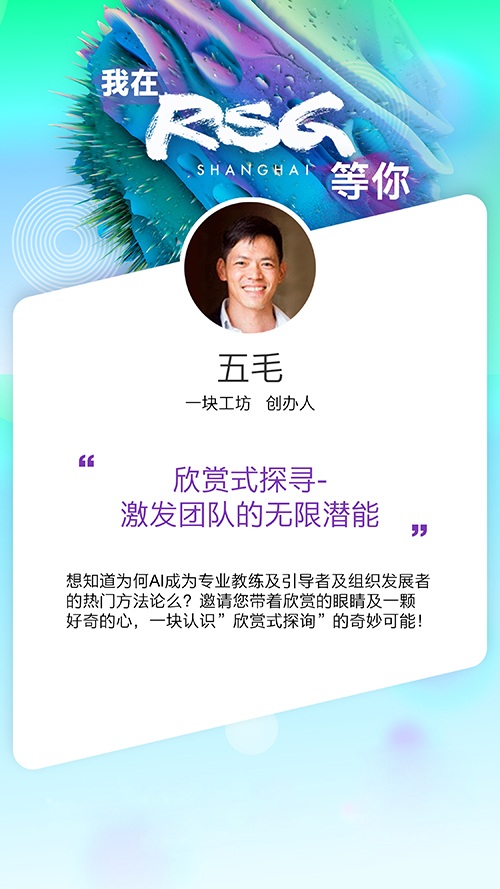 我在
RSG
SHANGHAI
等你
五毛
一块工坊 创办人
“
欣赏式探寻-
激发团队的无限潜能
”
想知道为何AI成为专业教练及引导者及组织发展者
的热门方法论么？邀请您带着欣赏的眼睛及一颗
好奇的心，一块认识”欣赏式探询”的奇妙可能！